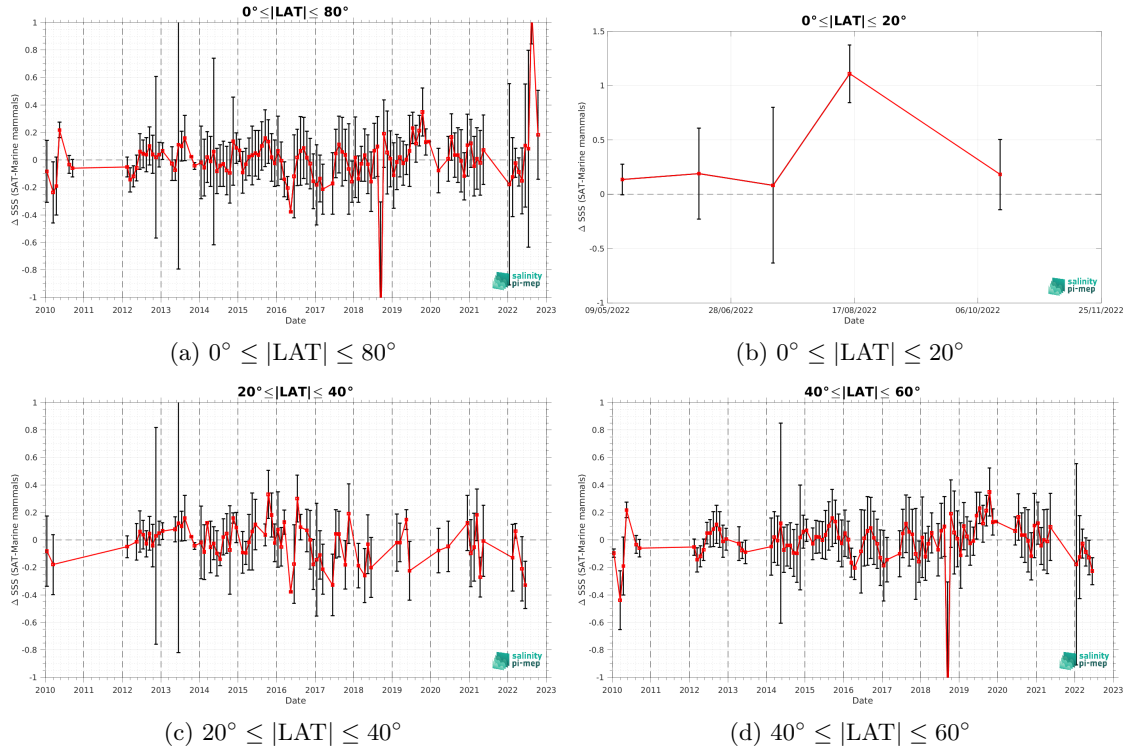 0°≤|LAT|≤ 80°
Δ SSS (SAT-Marine mammals)
1
0.8
0.6
0.4
0.2
0
-0.2
-0.4
-0.6
-0.8
-1
2010 2011 2012 2013 2014 2015 2016 2017 2018 2019 2020 2021 2022 2023
Date
salinity
pi-mep
(a) 0° ≤ |LAT| ≤ 80°
0°≤|LAT|≤ 20°
Δ SSS (SAT-Marine mammals)
1.5
1
0.5
0
-0.5
-1
09/05/2022 28/06/2022 17/08/2022 06/10/2022 25/11/2022
Date
salinity
pi-mep
(b) 0° ≤ |LAT| ≤ 20°
20°≤|LAT|≤ 40°
Δ SSS (SAT-Marine mammals)
1
0.8
0.6
0.4
0.2
0
-0.2
-0.4
-0.6
-0.8
-1
2010 2011 2012 2013 2014 2015 2016 2017 2018 2019 2020 2021 2022 2023
Date
salinity
pi-mep
(c) 20° ≤ |LAT| ≤ 40°
40°≤|LAT|≤ 60°
Δ SSS (SAT-Marine mammals)
1
0.8
0.6
0.4
0.2
0
-0.2
-0.4
-0.6
-0.8
-1
2010 2011 2012 2013 2014 2015 2016 2017 2018 2019 2020 2021 2022 2023
Date
salinity
pi-mep
(d) 40° ≤ |LAT| ≤ 60°